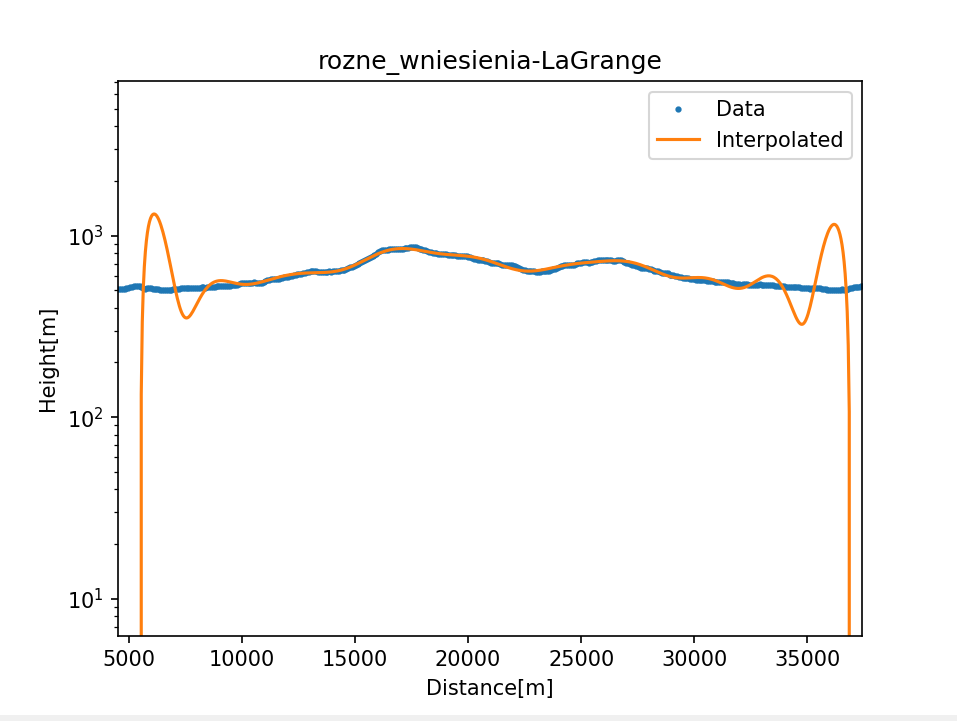 rozne_wniesienia-LaGrange
Data
Interpolated
Height[m]
10³
10²
10¹
5000 10000 15000 20000 25000 30000 35000
Distance[m]